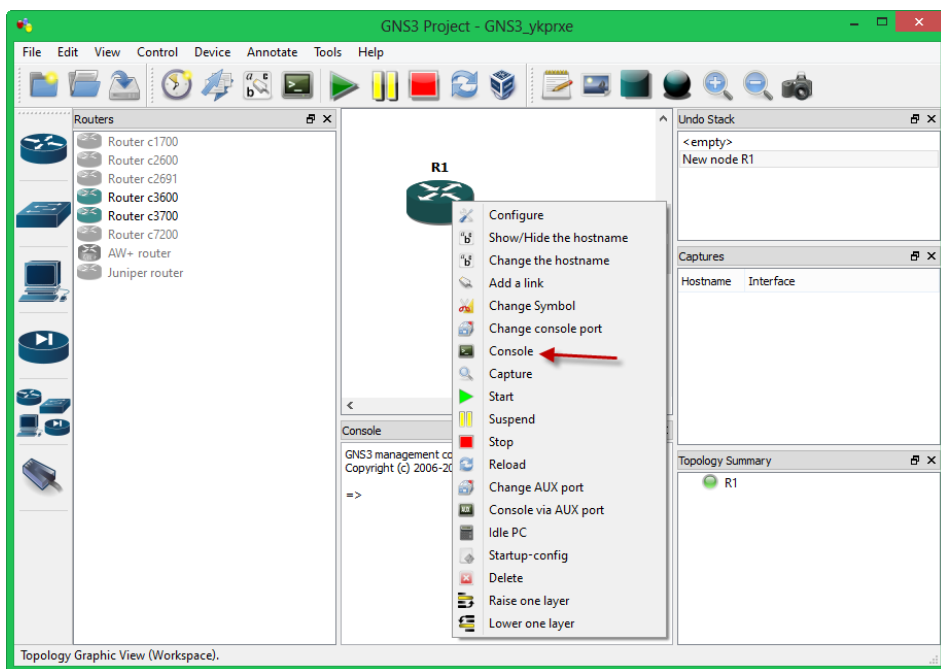 GNS3 Project - GNS3_ykprxe
File Edit View Control Device Annotate Tools Help
Routers
Router c1700
Router c2600
Router c2691
Router c3600
Router c3700
Router c7200
AW+ router
Juniper router
R1
Configure
Show/Hide the hostname
Change the hostname
Add a link
Change Symbol
Change console port
Console
Capture
Start
Suspend
Stop
Reload
Change AUX port
Console via AUX port
Idle PC
Startup-config
Delete
Raise one layer
Lower one layer
Console
GNS3 management co
Copyright (c) 2006-20
=>
Undo Stack
<empty>
New node R1
Captures
Hostname Interface
Topology Summary
R1
Topology Graphic View (Workspace).